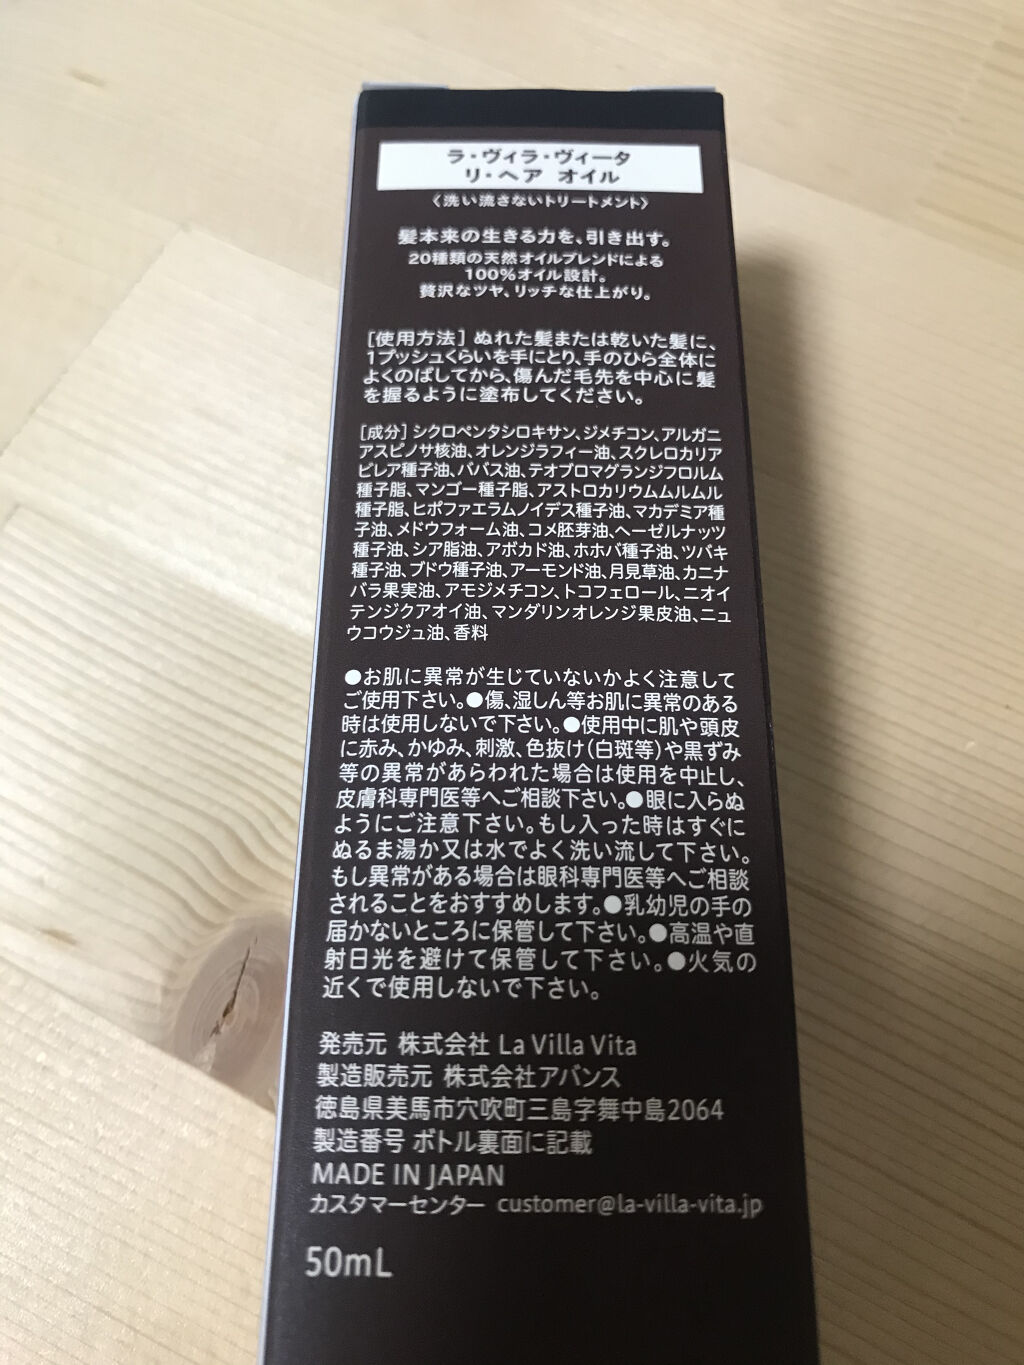 ラ・ヴィラ・ヴィータ
リ・ヘア オイル
〈洗い流さないトリートメント〉
髪本来の生きる力を、引き出す。
20種類の天然オイルブレンドによる
100%オイル設計。
贅沢なツヤ、リッチな仕上がり。
［使用方法］ぬれた髪または乾いた髪に、
1プッシュくらいを手にとり、手のひら全体に
よくのばしてから、傷んだ毛先を中心に髪
を握るように塗布してください。
［成分］シクロペンタシロキサン、ジメチコン、アルガニ
アスピノサ核油、オレンジラフィー油、スクレロカリア
ビレア種子油、ババス油、テオブロマグランジフロルム
種子脂、マンゴー種子脂、アストロカリウムムルムル
種子脂、ヒポファエラムノイデス種子油、マカデミア種
子油、メドウフォーム油、コメ胚芽油、ヘーゼルナッツ
種子油、シア脂油、アボカド油、ホホバ種子油、ツバキ
種子油、ブドウ種子油、アーモンド油、月見草油、カニナ
バラ果実油、アモジメチコン、トコフェロール、ニオイ
テンジクアオイ油、マンダリンオレンジ果皮油、ニュ
ウコウジュ油、香料
●お肌に異常が生じていないかよく注意して
ご使用下さい。●傷、湿しん等お肌に異常のある
時は使用しないで下さい。●使用中に肌や頭皮
に赤み、かゆみ、刺激、色抜け(白斑等)や黒ずみ
等の異常があらわれた場合は使用を中止し、
皮膚科専門医等へご相談下さい。●眼に入らぬ
ようにご注意下さい。もし入った時はすぐに
ぬるま湯か又は水でよく洗い流して下さい。
もし異常がある場合は眼科専門医等へご相談
されることをおすすめします。●乳幼児の手の
届かないところに保管して下さい。●高温や直
射日光を避けて保管して下さい。●火気の
近くで使用しないで下さい。
発売元 株式会社 La Villa Vita
製造販売元 株式会社アバンス
徳島県美馬市穴吹町三島字舞中島2064
製造番号 ボトル裏面に記載
MADE IN JAPAN
カスタマーセンター customer@la-villa-vita.jp
50mL